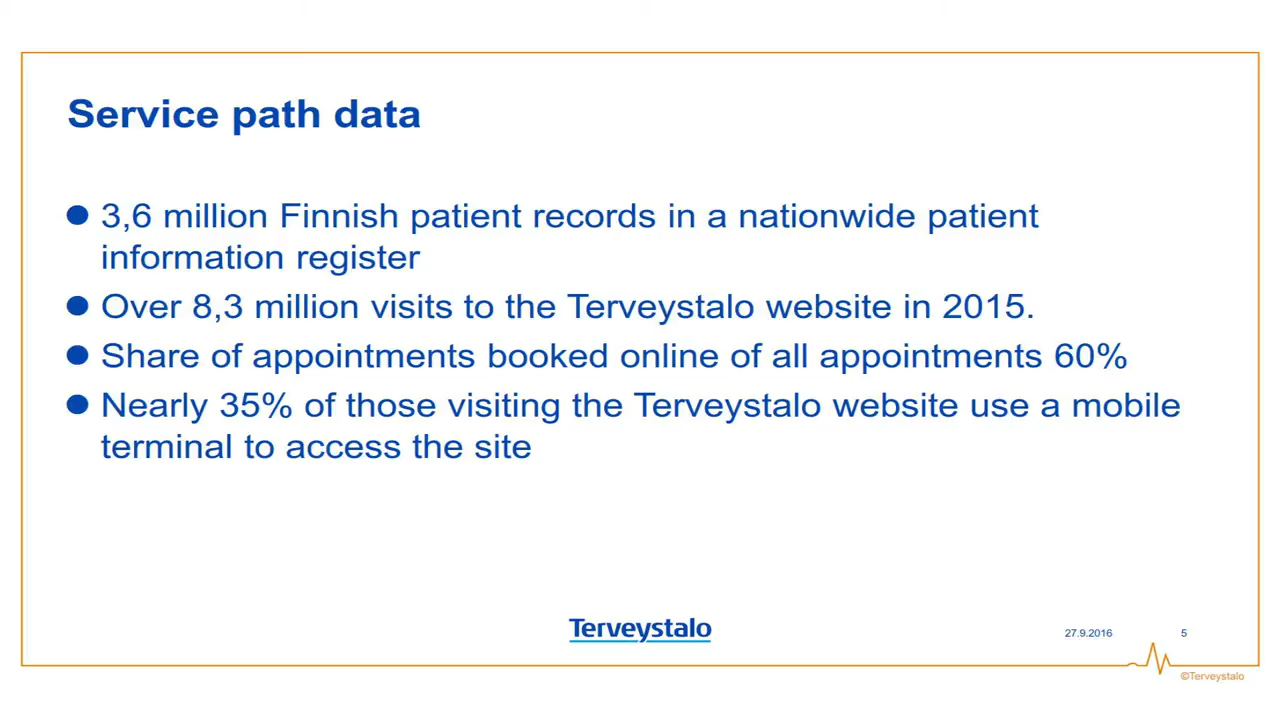 Service path data
3,6 million Finnish patient records in a nationwide patient
information register
Over 8,3 million visits to the Terveystalo website in 2015.
Share of appointments booked online of all appointments 60%
Nearly 35% of those visiting the Terveystalo website use a mobile
terminal to access the site
Terveystalo
27.9.2016 5
©Terveystalo